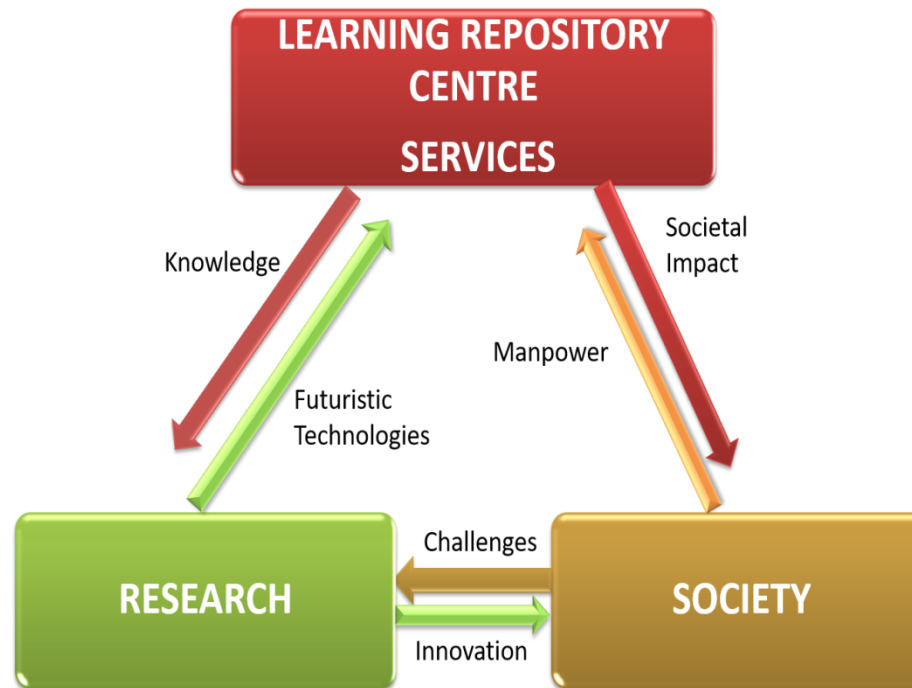 LEARNING REPOSITORY
CENTRE
SERVICES
Knowledge
Societal
Impact
Manpower
Futuristic
Technologies
Challenges
RESEARCH
SOCIETY
Innovation